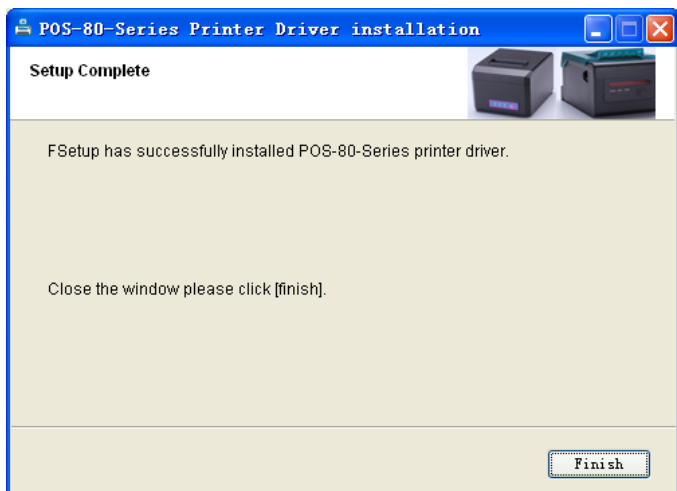 POS-80-Series Printer Driver installation
Setup Complete
FSetup has successfully installed POS-80-Series printer driver.
Close the window please click [finish].
Finish